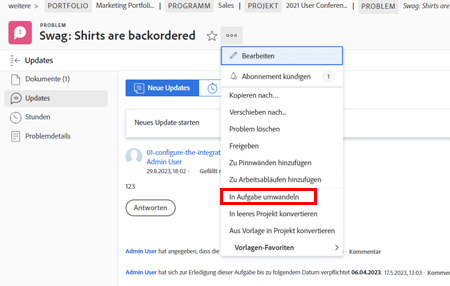 weitere > PORTFOLIO Marketing Portfoli... > PROGRAMM Sales | PROJEKT 2021 User Conferen... > PROBLEM Swag: Shirts are
PROBLEM
Swag: Shirts are backordered
Updates
Bearbeiten
Dokumente (1)
Abonnement kündigen 1
Neue Updates
Updates
Kopieren nach...
Stunden
Verschieben nach..
Neues Update starten
Problem löschen
Problemdetails
Freigeben
01-configure-the-integrat
Zu Pinnwänden hinzufügen
Admin User
29.8.2023, 18:02 · Gefällt
Zu Arbeitsabläufen hinzufügen
123
In Aufgabe umwandeln
Antworten
In leeres Projekt konvertieren
Aus Vorlage in Projekt konvertieren
Vorlagen-Favoriten >
Admin User hat angegeben, dass die Kommentar
Admin User hat sich zur Erledigung dieser Aufgabe bis zu folgendem Datum verpflichtet 06.04.2023. 17.5.2023, 13:03 · Kommentar